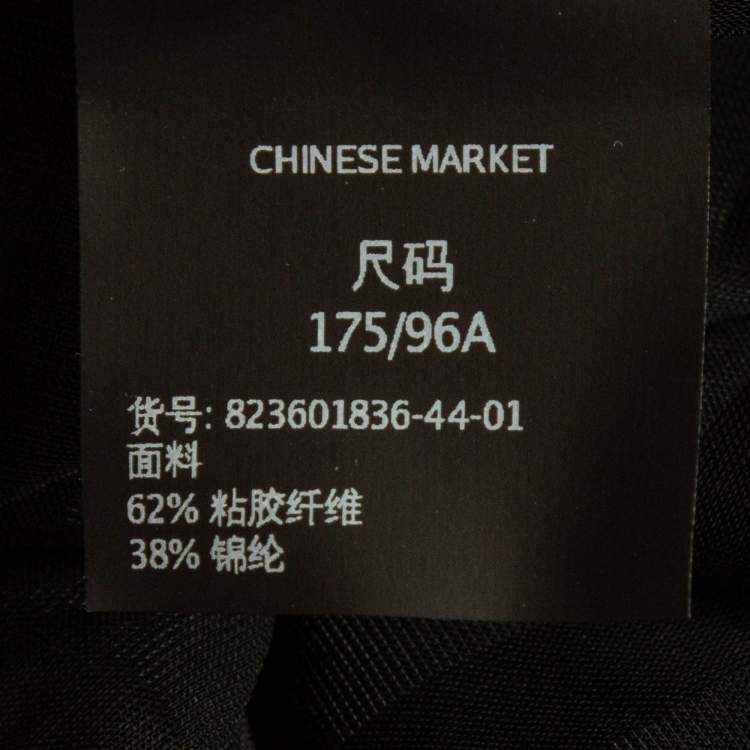 CHINESE MARKET
尺码
175/96A
货号: 823601836-44-01
面料
62% 粘胶纤维
38% 锦纶